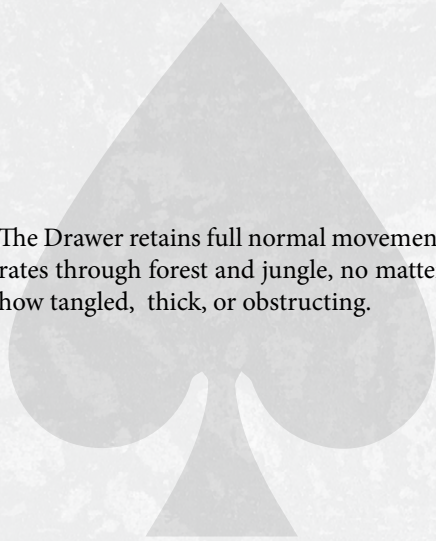 The Drawer retains full normal movemen
rates through forest and jungle, no matte
how tangled,  thick, or obstructing.